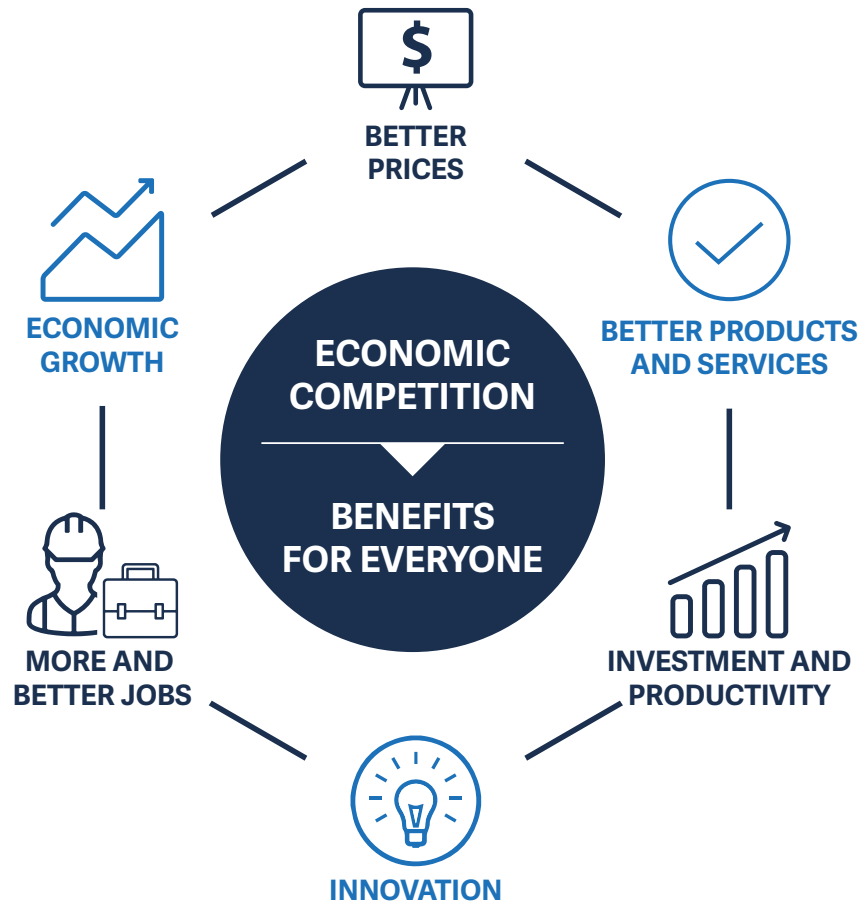 $
BETTER
PRICES
BETTER PRODUCTS
AND SERVICES
INVESTMENT AND
PRODUCTIVITY
INNOVATION
MORE AND
BETTER JOBS
ECONOMIC
GROWTH
ECONOMIC
COMPETITION
BENEFITS
FOR EVERYONE